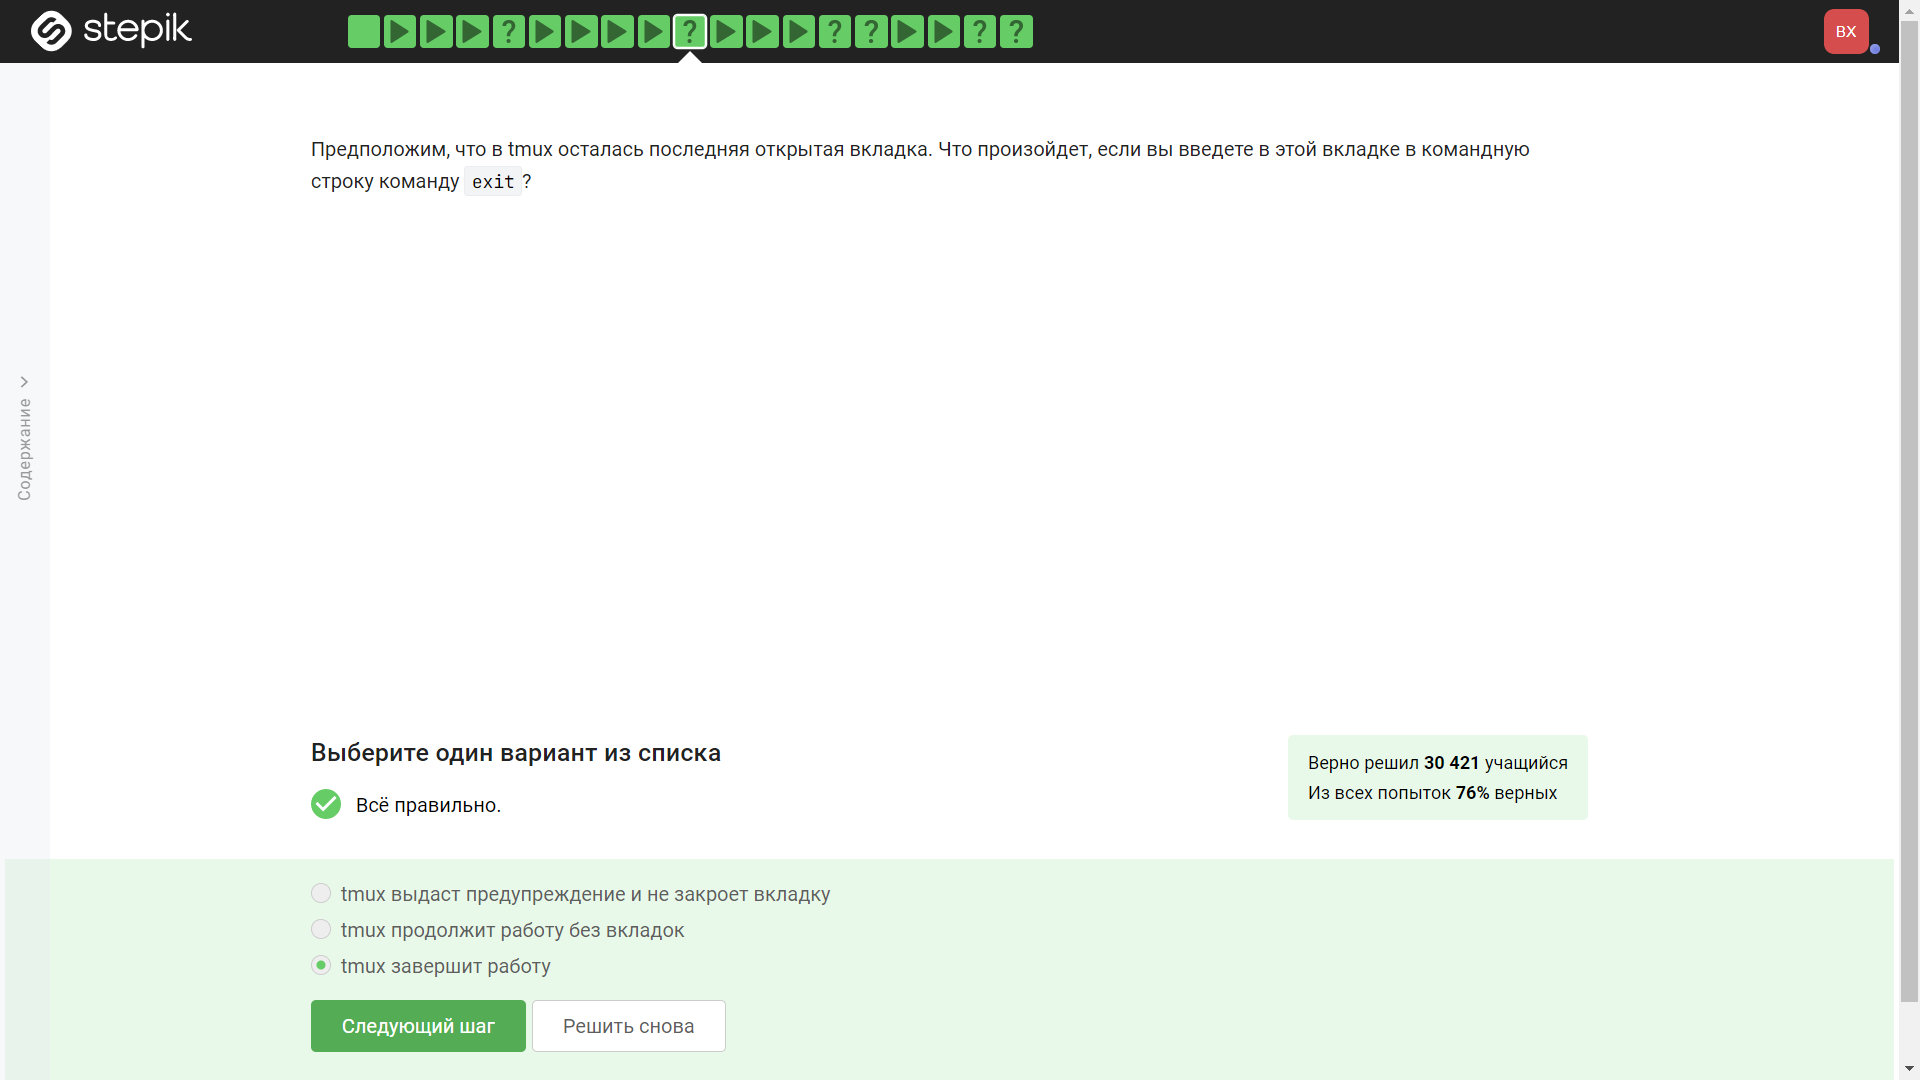 stepik
? ? ? ? ? ?
ВХ
Содержание
Предположим, что в tmux осталась последняя открытая вкладка. Что произойдет, если вы введете в этой вкладке в командную
строку команду exit ?
Выберите один вариант из списка
Всё правильно.
Верно решил 30 421 учащийся
Из всех попыток 76% верных
tmux выдаст предупреждение и не закроет вкладку
tmux продолжит работу без вкладок
tmux завершит работу
Следующий шаг
Решить снова